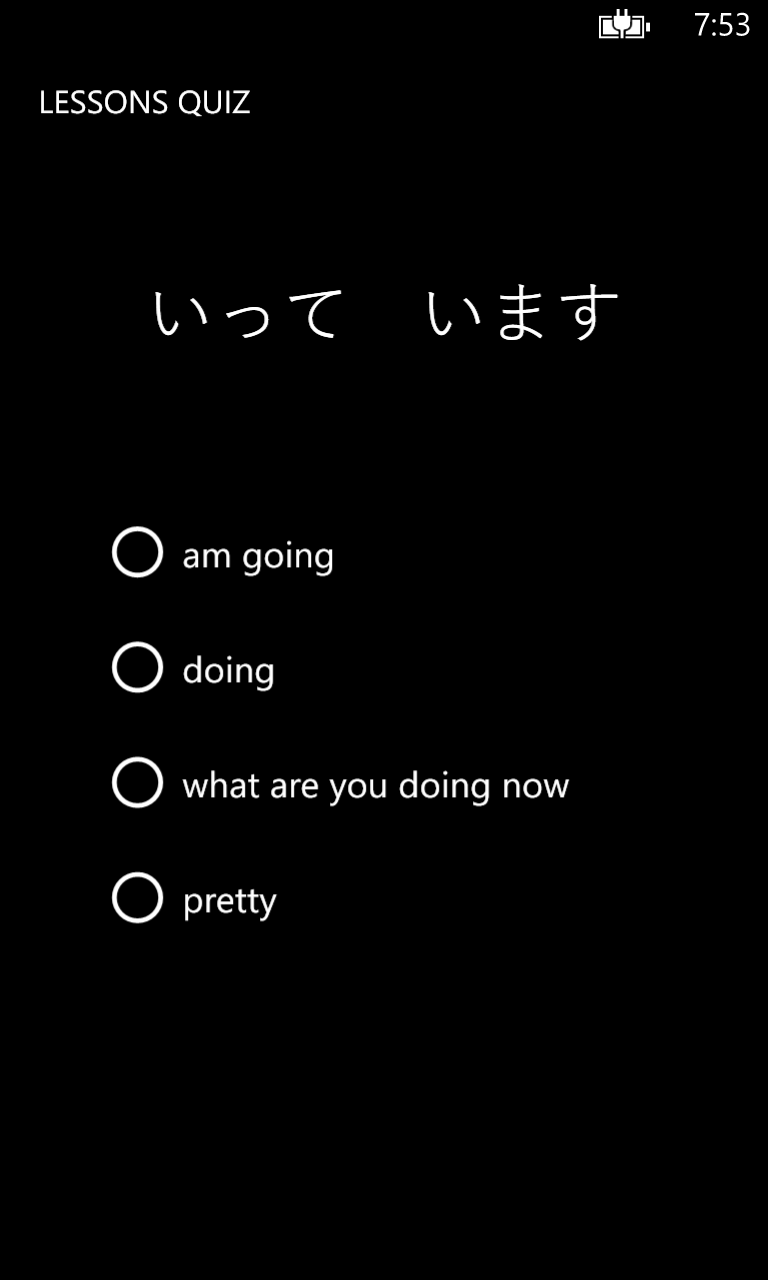 7:53
LESSONS QUIZ
いって　います
am going
doing
what are you doing now
pretty